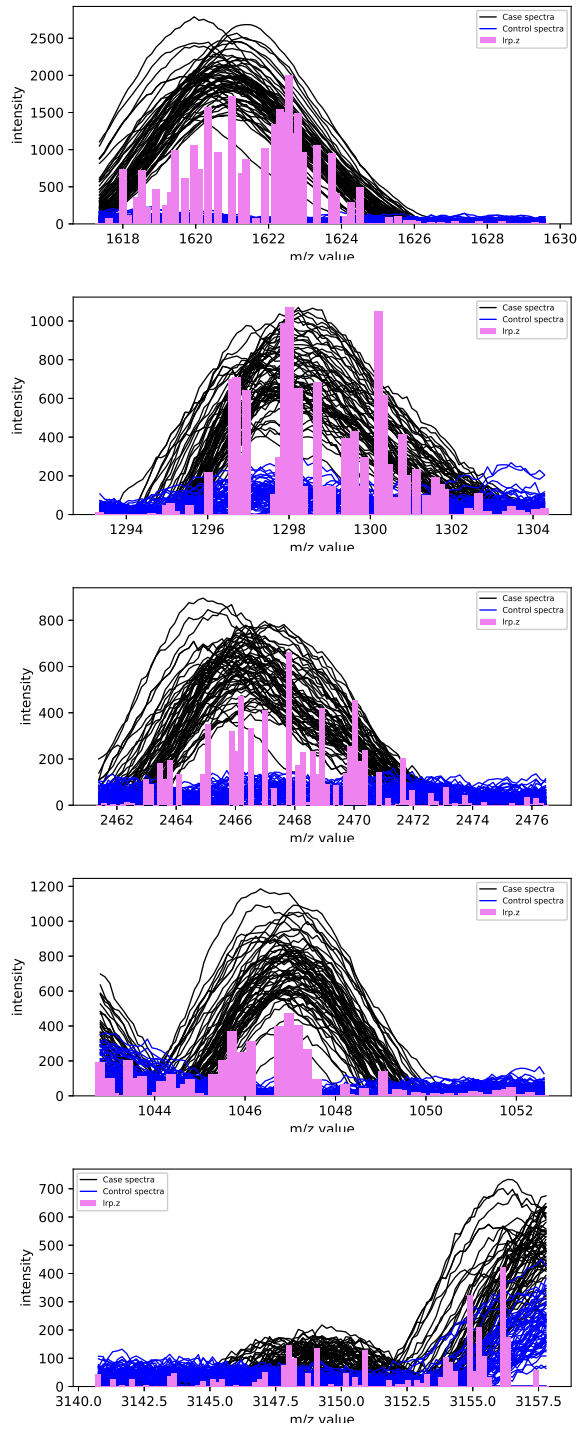 Case spectra
Control spectra
lrp.z
2500
2000
1500
1000
500
0
intensity
1618 1620 1622 1624 1626 1628 1630
m/z value
Case spectra
Control spectra
lrp.z
1000
800
600
400
200
0
intensity
1294 1296 1298 1300 1302 1304
m/z value
Case spectra
Control spectra
lrp.z
800
600
400
200
0
intensity
2462 2464 2466 2468 2470 2472 2474 2476
m/z value
Case spectra
Control spectra
lrp.z
1200
1000
800
600
400
200
0
intensity
1044 1046 1048 1050 1052
m/z value
Case spectra
Control spectra
lrp.z
700
600
500
400
300
200
100
0
intensity
3140.0 3142.5 3145.0 3147.5 3150.0 3152.5 3155.0 3157.5
m/z value